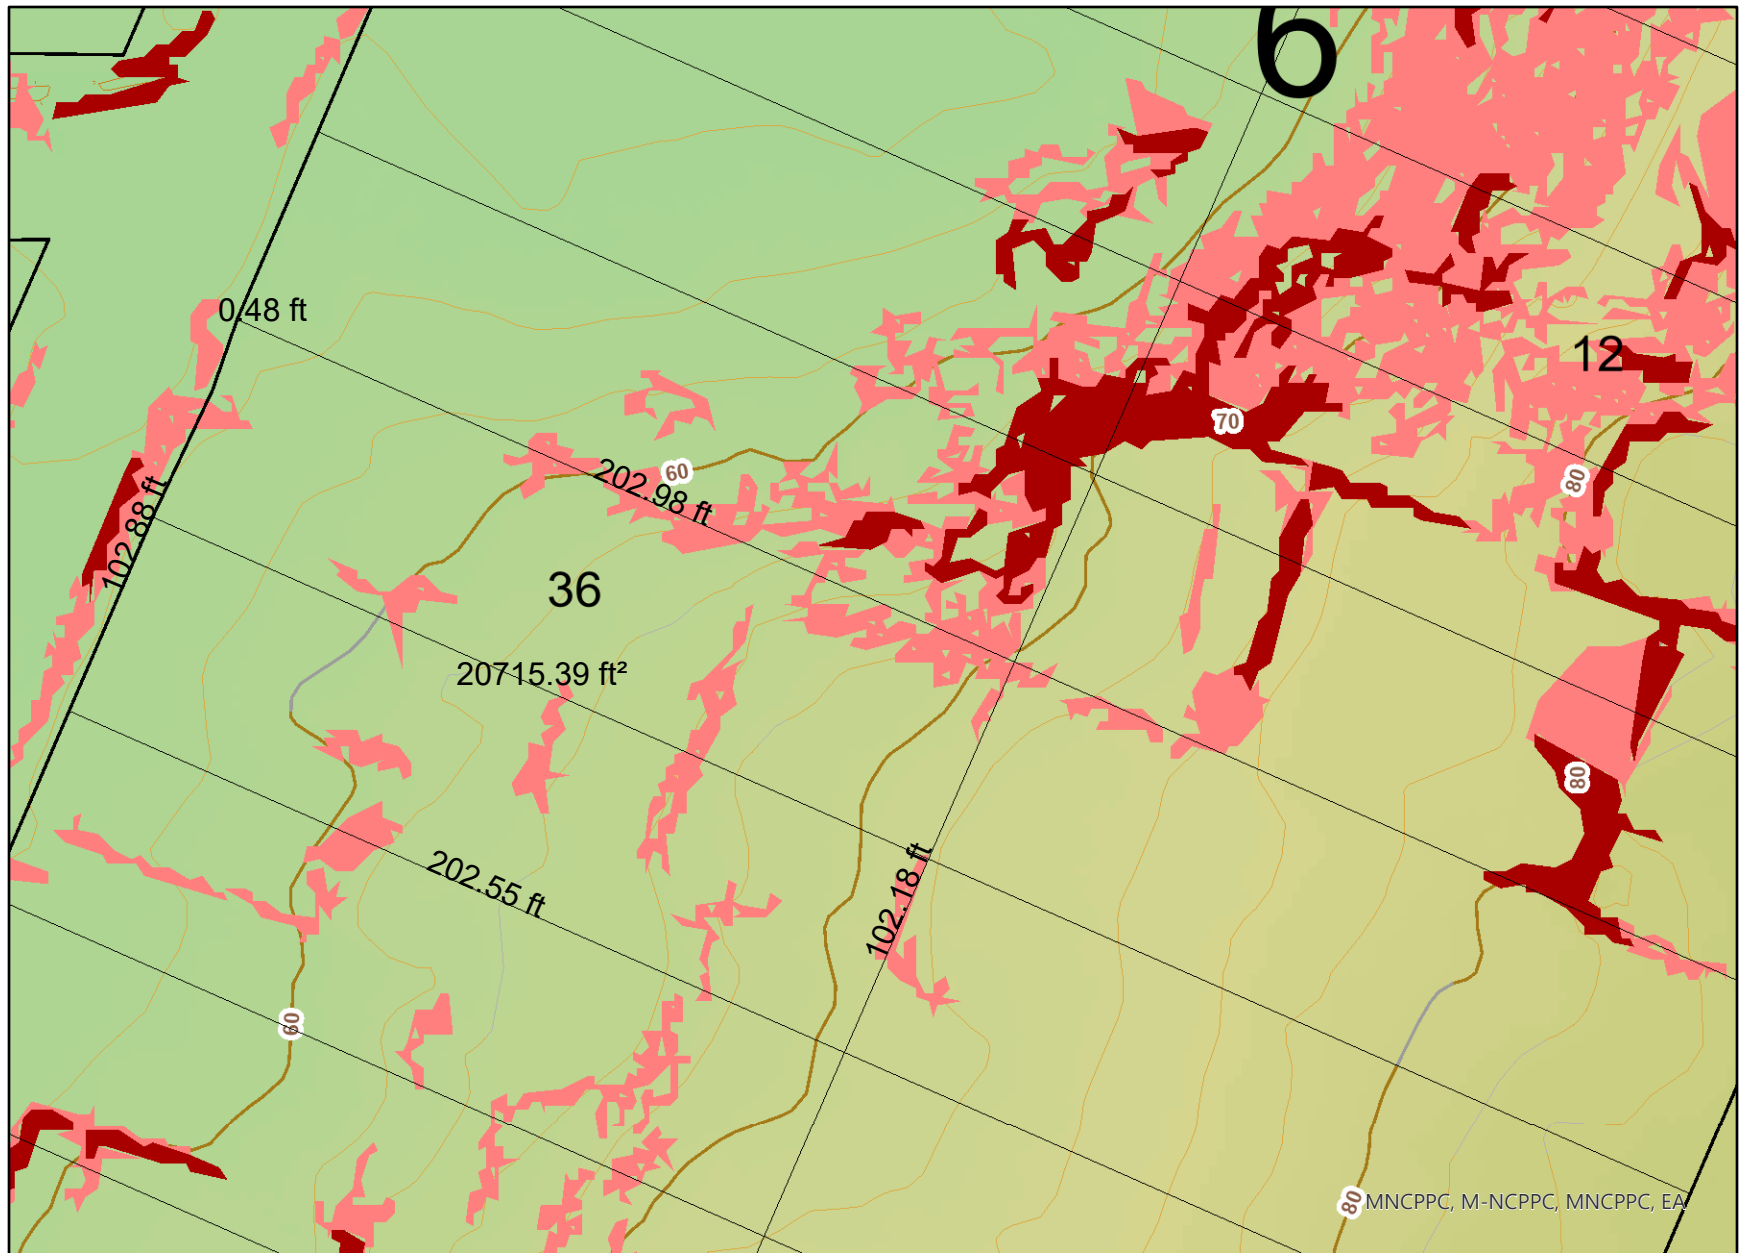 6
0.48 ft
12
70
60
202.98 ft
80
102.88 ft
36
20715.39 ft²
80
202.55 ft
102.18 ft
60
80
MNCPPC, M-NCPPC, MNCPPC, EA